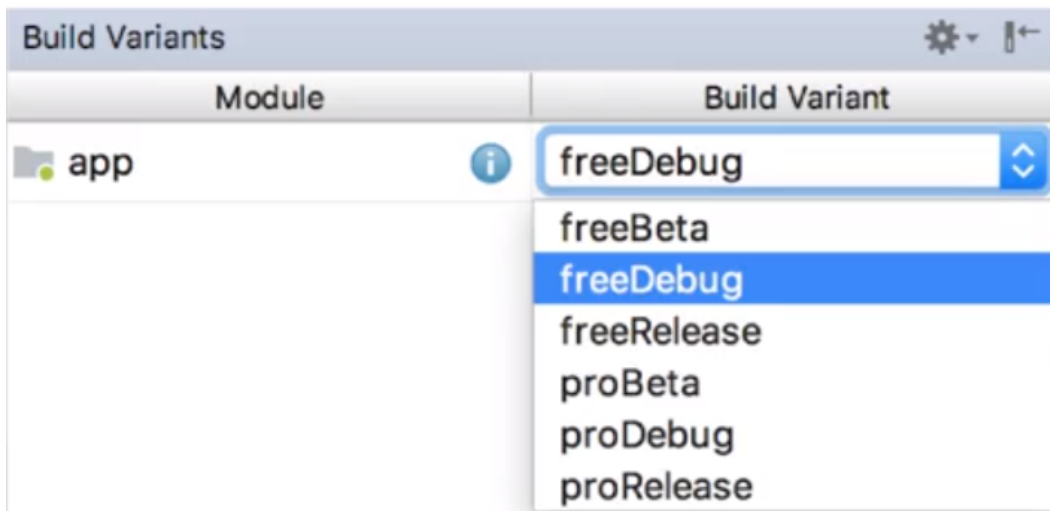 Build Variants
Module Build Variant
app freeDebug
freeBeta
freeDebug
freeRelease
proBeta
proDebug
proRelease